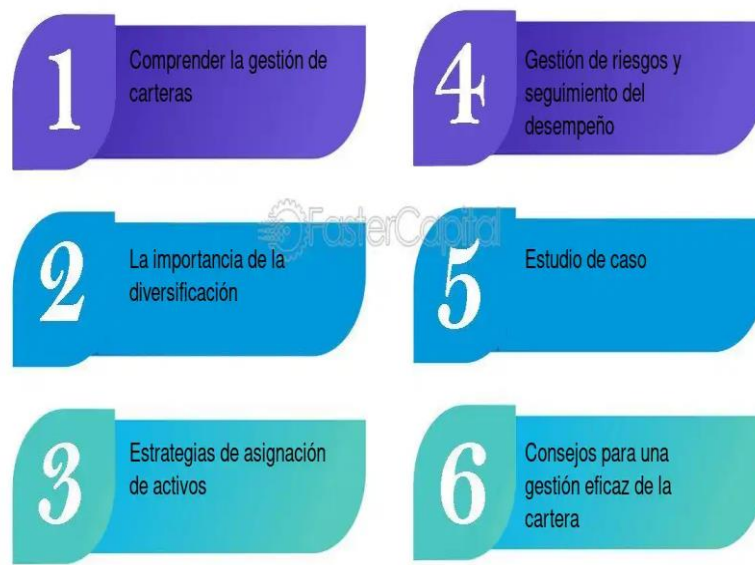 1
Comprender la gestión de
carteras
2
La importancia de la
diversificación
3
Estrategias de asignación
de activos
4
Gestión de riesgos y
seguimiento del
desempeño
5
Estudio de caso
6
Consejos para una
gestión eficaz de la
cartera
FasterCapital